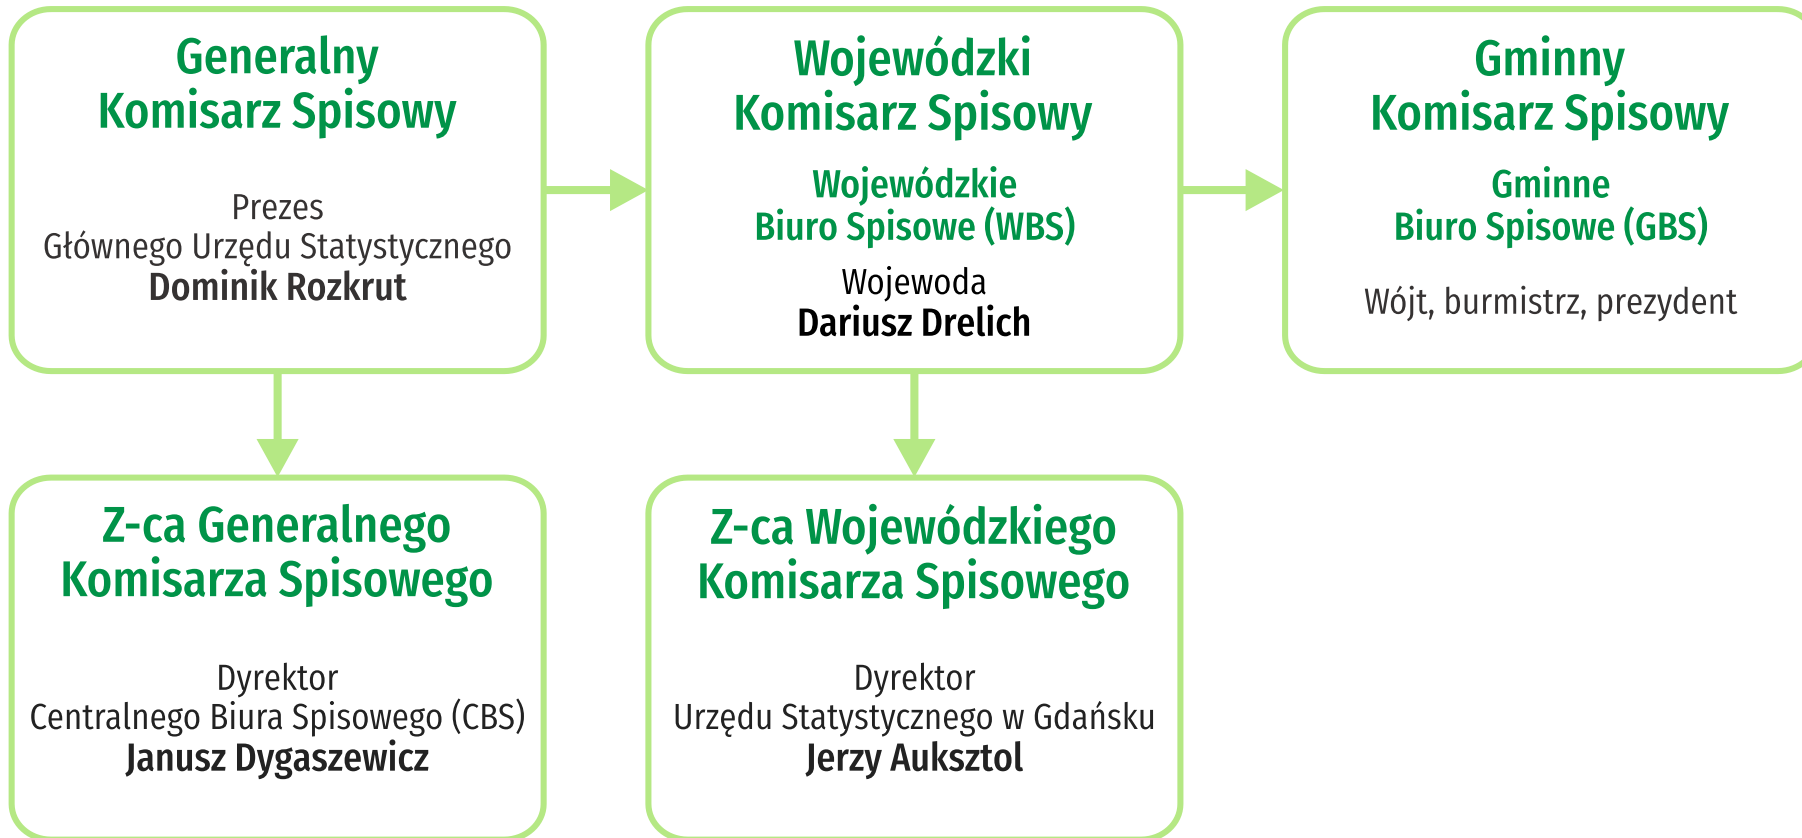 Generalny
Komisarz Spisowy
Prezes
Głównego Urzędu Statystycznego
Dominik Rozkrut
Wojewódzki
Komisarz Spisowy
Wojewódzkie
Biuro Spisowe (WBS)
Wojewoda
Dariusz Drelich
Gminny
Komisarz Spisowy
Gminne
Biuro Spisowe (GBS)
Wójt, burmistrz, prezydent
Z-ca Generalnego
Komisarza Spisowego
Dyrektor
Centralnego Biura Spisowego (CBS)
Janusz Dygaszewicz
Z-ca Wojewódzkiego
Komisarza Spisowego
Dyrektor
Urzędu Statystycznego w Gdańsku
Jerzy Auksztol